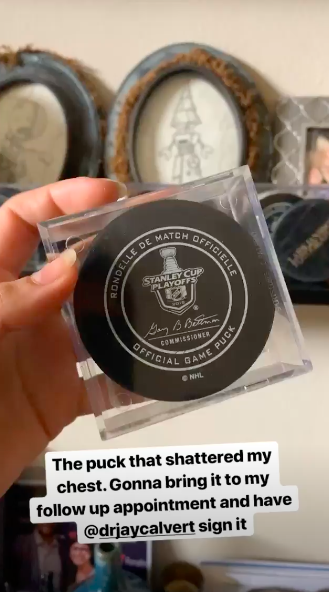 RONDELLE DE MATCH OFFICIELLE
STANLEY CUP
PLAYOFFS
NHL
Gary B Bettman
COMMISSIONER
OFFICIAL GAME PUCK
© NHL
The puck that shattered my
chest. Gonna bring it to my
follow up appointment and have
@drjaycalvert sign it